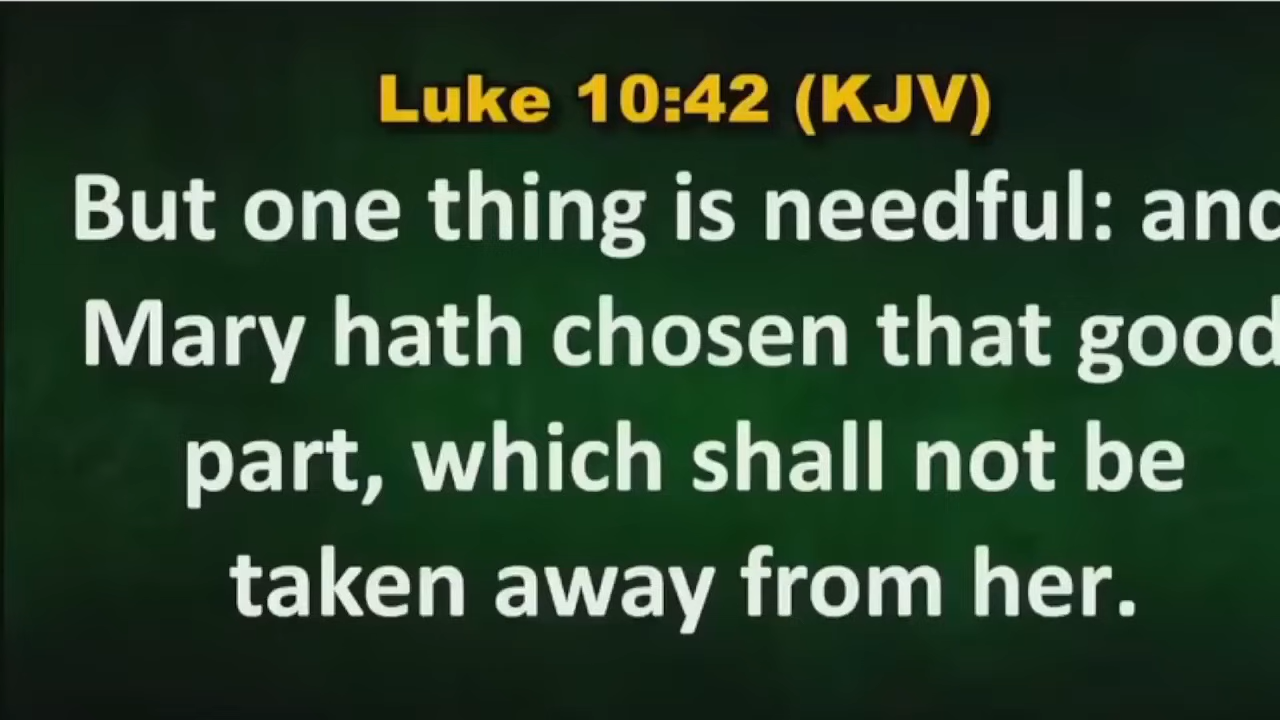 Luke 10:42 (KJV)
But one thing is needful: and
Mary hath chosen that good
part, which shall not be
taken away from her.